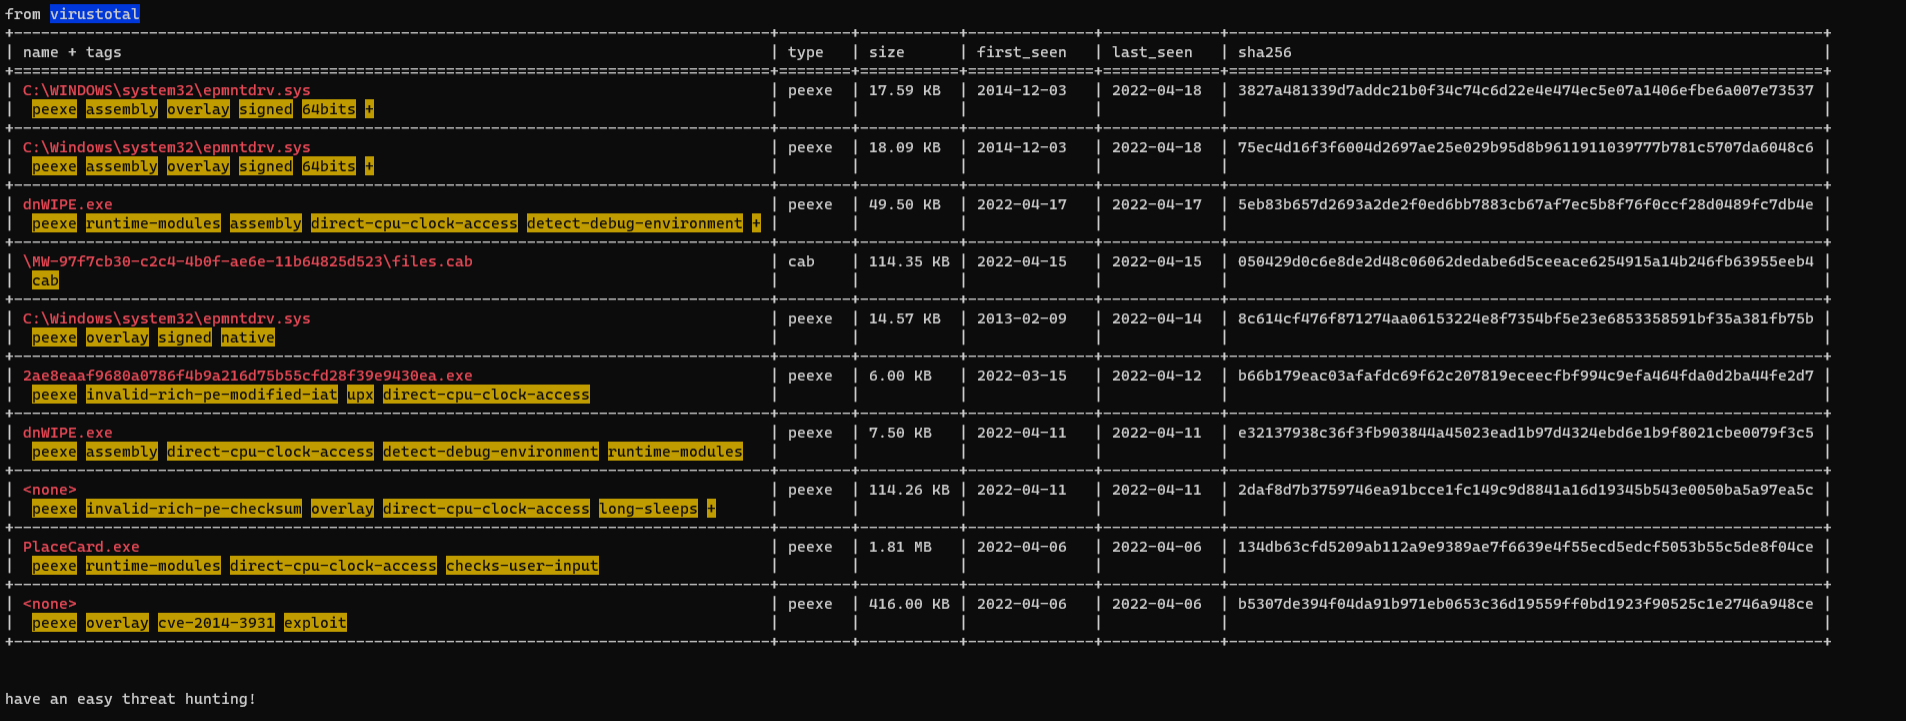 from virustotal
name + tags | type | size | first_seen | last_seen | sha256
C:\WINDOWS\system32\epmntdrv.sys | peexe | 17.59 KB | 2014-12-03 | 2022-04-18 | 3827a481339d7addc21b0f34c74c6d22e4e474ec5e07a1406efbe6a007e73537
peexe assembly overlay signed 64bits +
C:\Windows\system32\epmntdrv.sys | peexe | 18.09 KB | 2014-12-03 | 2022-04-18 | 75ec4d16f3f6004d2697ae25e029b95d8b9611911039777b781c5707da6048c6
peexe assembly overlay signed 64bits +
dnWIPE.exe | peexe | 49.50 KB | 2022-04-17 | 2022-04-17 | 5eb83b657d2693a2de2f0ed6bb7883cb67af7ec5b8f76f0ccf28d0489fc7db4e
peexe runtime-modules assembly direct-cpu-clock-access detect-debug-environment +
\MW-97f7cb30-c2c4-4b0f-ae6e-11b64825d523\files.cab | cab | 114.35 KB | 2022-04-15 | 2022-04-15 | 050429d0c6e8de2d48c06062dedabe6d5ceeace6254915a14b246fb63955eeb4
cab
C:\Windows\system32\epmntdrv.sys | peexe | 14.57 KB | 2013-02-09 | 2022-04-14 | 8c614cf476f871274aa06153224e8f7354bf5e23e6853358591bf35a381fb75b
peexe overlay signed native
2ae8eaaf9680a0786f4b9a216d75b55cfd28f39e9430ea.exe | peexe | 6.00 KB | 2022-03-15 | 2022-04-12 | b66b179eac03afafdc69f62c207819eceecfbf994c9efa464fda0d2ba44fe2d7
peexe invalid-rich-pe-modified-iat upx direct-cpu-clock-access
dnWIPE.exe | peexe | 7.50 KB | 2022-04-11 | 2022-04-11 | e32137938c36f3fb903844a45023ead1b97d4324ebd6e1b9f8021cbe0079f3c5
peexe assembly direct-cpu-clock-access detect-debug-environment runtime-modules
<none> | peexe | 114.26 KB | 2022-04-11 | 2022-04-11 | 2daf8d7b3759746ea91bcce1fc149c9d8841a16d19345b543e0050ba5a97ea5c
peexe invalid-rich-pe-checksum overlay direct-cpu-clock-access long-sleeps +
PlaceCard.exe | peexe | 1.81 MB | 2022-04-06 | 2022-04-06 | 134db63cfd5209ab112a9e9389ae7f6639e4f55ecd5edcf5053b55c5de8f04ce
peexe runtime-modules direct-cpu-clock-access checks-user-input
<none> | peexe | 416.00 KB | 2022-04-06 | 2022-04-06 | b5307de394f04da91b971eb0653c36d19559ff0bd1923f90525c1e2746a948ce
peexe overlay cve-2014-3931 exploit
have an easy threat hunting!